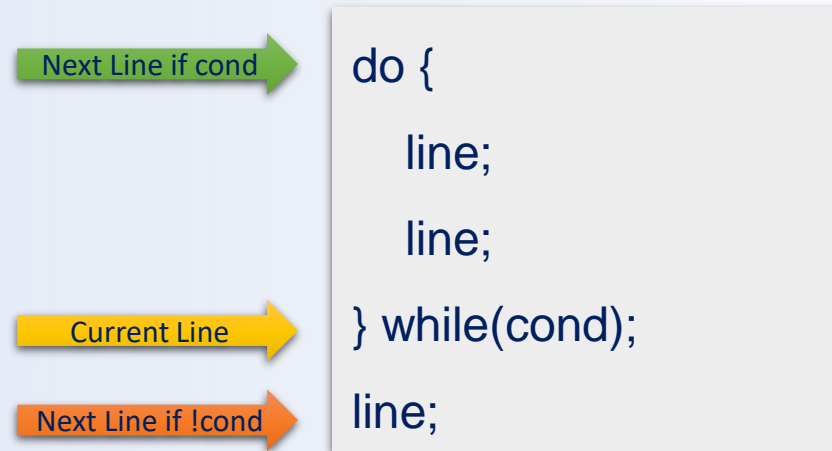 Next Line if cond do {
line;
line;
Current Line } while(cond);
Next Line if !cond line;